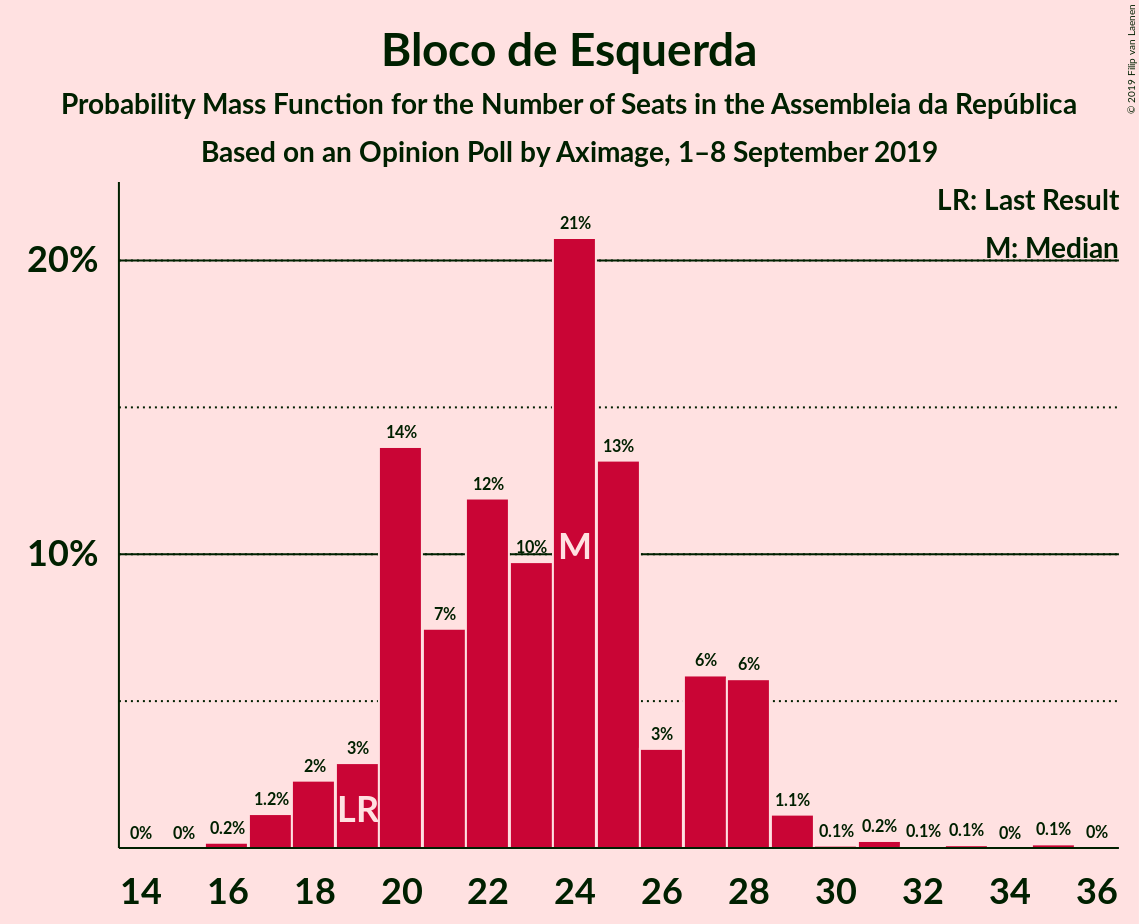 Bloco de Esquerda
Probability Mass Function for the Number of Seats in the Assembleia da República
Based on an Opinion Poll by Aximage, 1–8 September 2019
© 2019 Filip van Laenen
LR: Last Result
M: Median
20%
10%
0%
0%
0.2%
1.2%
2%
3%
14%
7%
12%
10%
21%
13%
3%
6%
6%
1.1%
0.1%
0.2%
0.1%
0.1%
0%
0.1%
0%
LR
M
14 16 18 20 22 24 26 28 30 32 34 36